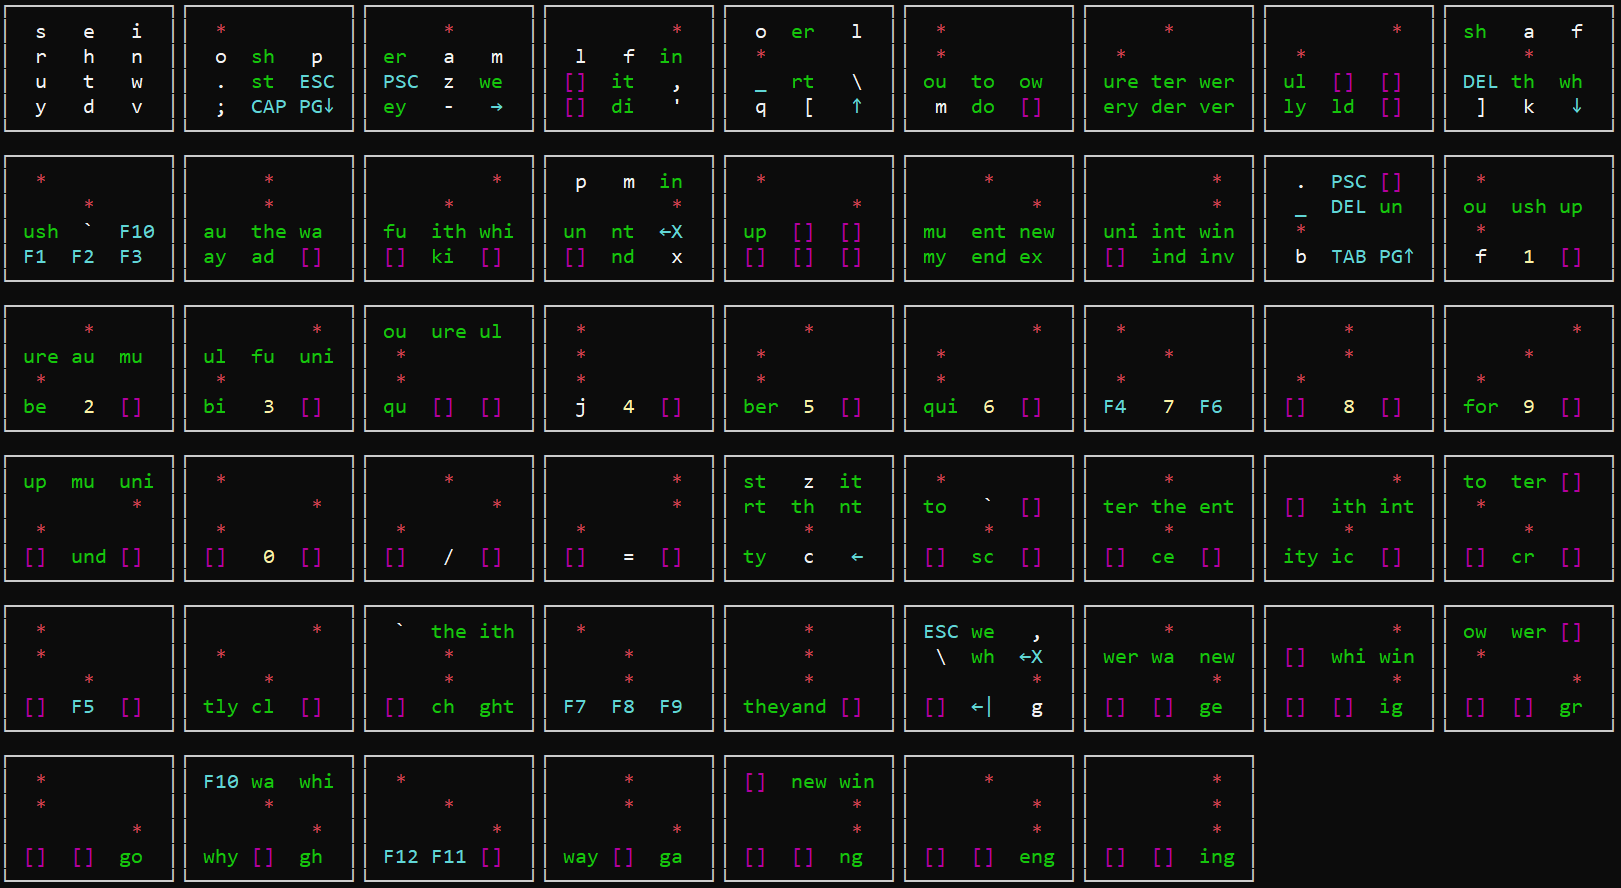 s e i * * * o er l * * * sh a f
r h n o sh p er a m l f in * * * * *
u t w . st ESC PSC z we [] it , _ rt \ ou to ow ure ter wer ul [] [] DEL th wh
y d v ; CAP PG↓ ey - → [] di ' q [ ↑ m do [] ery der ver ly ld [] ] k ↓
* * * p m in * * * . PSC [] *
* * * * * * * _ DEL un ou ush up
ush ` F10 au the wa fu ith whi un nt ←X up [] [] mu ent new uni int win * *
F1 F2 F3 ay ad [] [] ki [] [] nd x [] [] [] my end ex [] ind inv b TAB PG↑ f 1 []
* * ou ure ul * * * * * *
ure au mu ul fu uni * * * * * * *
* * * * * * * * *
be 2 [] bi 3 [] qu [] [] j 4 [] ber 5 [] qui 6 [] F4 7 F6 [] 8 [] for 9 []
up mu uni * * * st z it * * * to ter []
* * * * rt th nt to ` [] ter the ent [] ith int *
* * * * * * * * *
[] und [] [] 0 [] [] / [] [] = [] ty c ← [] sc [] [] ce [] ity ic [] [] cr []
* * ` the ith * * ESC we , * * ow wer []
* * * * * \ wh ←X wer wa new [] whi win *
* * * * * * * * *
[] F5 [] tly cl [] [] ch ght F7 F8 F9 they and [] [] ←| g [] [] ge [] [] ig [] [] gr
* F10 wa whi * * [] new win * *
* * * * * * *
* * * * * * *
[] [] go why [] gh F12 F11 [] way [] ga [] [] ng [] [] eng [] [] ing